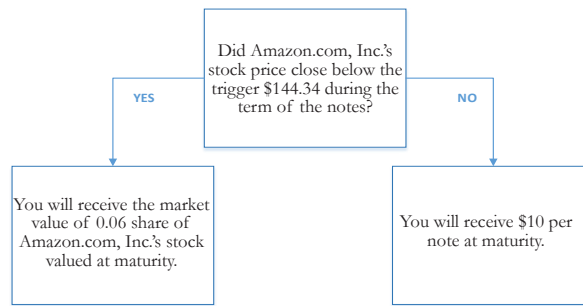 Did Amazon.com, Inc.'s
stock price close below the
trigger $144.34 during the
term of the notes?
YES
NO
You will receive the market
value of 0.06 share of
Amazon.com, Inc.'s stock
valued at maturity.
You will receive $10 per
note at maturity.